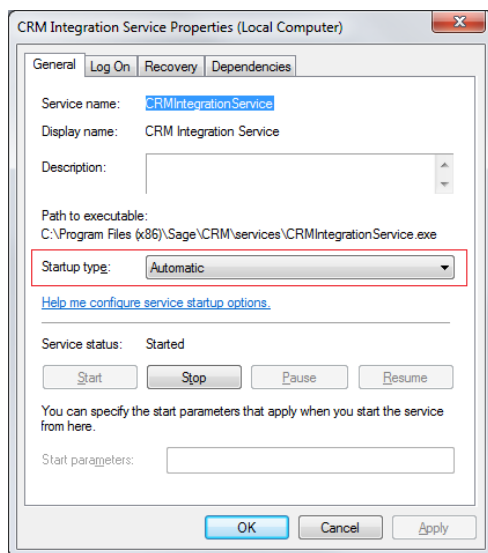 CRM Integration Service Properties (Local Computer)
General Log On Recovery Dependencies
Service name: CRMIntegrationService
Display name: CRM Integration Service
Description:
Path to executable:
C:\Program Files (x86)\Sage\CRM\services\CRMIntegrationService.exe
Startup type: Automatic
Help me configure service startup options.
Service status: Started
Start Stop Pause Resume
You can specify the start parameters that apply when you start the service
from here.
Start parameters:
OK Cancel Apply